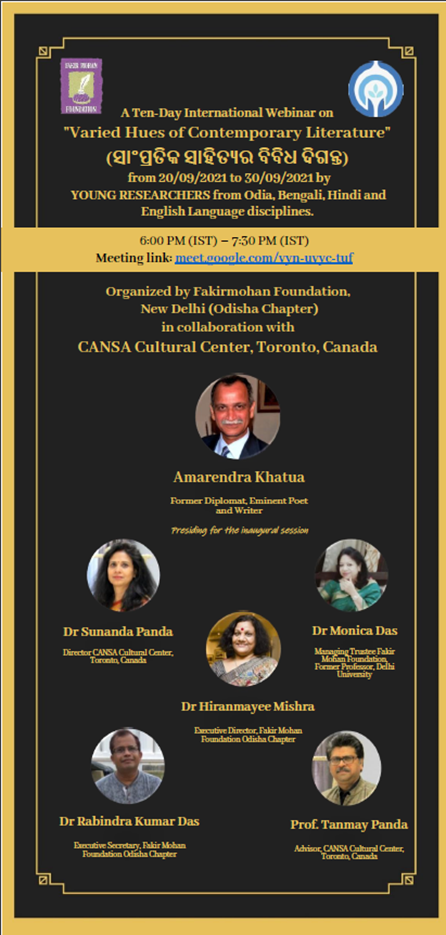 FAKIR MOHAN
FOUNDATION
A Ten-Day International Webinar on
"Varied Hues of Contemporary Literature"
(ସାଂପ୍ରତିକ ସାହିତ୍ୟର ବିବିଧ ଦିଗନ୍ତ)
from 20/09/2021 to 30/09/2021 by
YOUNG RESEARCHERS from Odia, Bengali, Hindi and
English Language disciplines.
6:00 PM (IST) – 7:30 PM (IST)
Meeting link: meet.google.com/vyn-uvyc-tuf
Organized by Fakirmohan Foundation,
New Delhi (Odisha Chapter)
in collaboration with
CANSA Cultural Center, Toronto, Canada
Amarendra Khatua
Former Diplomat, Eminent Poet
and Writer
Presiding for the inaugural session
Dr Sunanda Panda
Director CANSA Cultural Center,
Toronto, Canada
Dr Monica Das
Managing Trustee Fakir
Mohan Foundation,
Former Professor, Delhi
University
Dr Hiranmayee Mishra
Executive Director, Fakir Mohan
Foundation Odisha Chapter
Dr Rabindra Kumar Das
Executive Secretary, Fakir Mohan
Foundation Odisha Chapter
Prof. Tanmay Panda
Advisor, CANSA Cultural Center,
Toronto, Canada